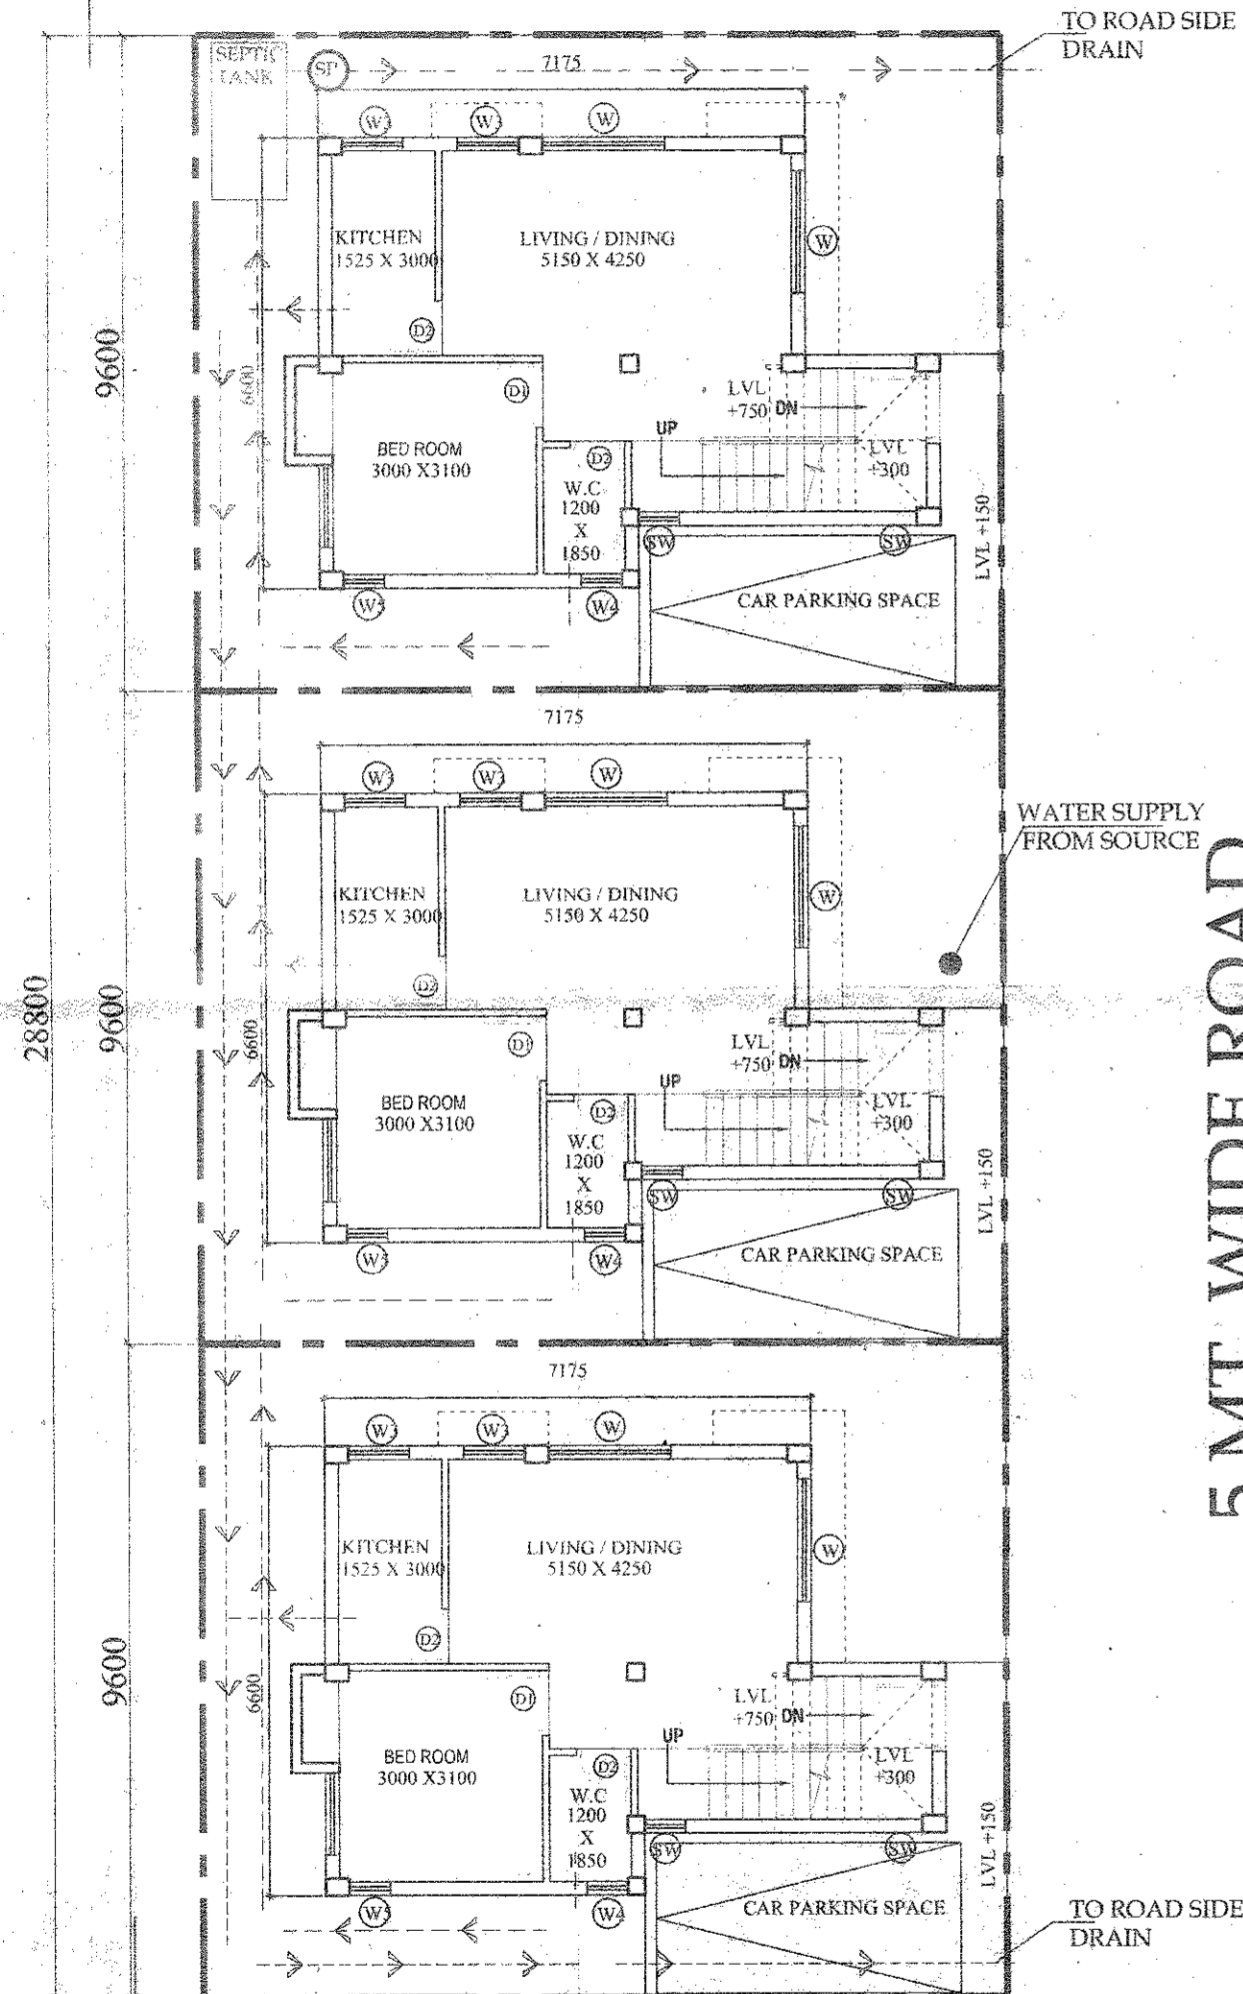 TO ROAD SIDE
DRAIN
SEPTIC
TANK
SP
7175
W3
W3
W
KITCHEN
1525 X 3000
LIVING / DINING
5150 X 4250
W
9600
D2
6600
D1
LVL
+750
DN
UP
BED ROOM
3000 X3100
D2
LVL
+300
W.C
1200
X
1850
LVL +150
SW
SW
CAR PARKING SPACE
W5
W4
7175
W3
W3
W
WATER SUPPLY
FROM SOURCE
KITCHEN
1525 X 3000
LIVING / DINING
5150 X 4250
W
D2
28800
9600
6600
D1
LVL
+750
DN
UP
BED ROOM
3000 X3100
D2
LVL
+300
W.C
1200
X
1850
LVL +150
SW
SW
CAR PARKING SPACE
W5
W4
5 MT WIDE ROAD
7175
W3
W3
W
KITCHEN
1525 X 3000
LIVING / DINING
5150 X 4250
W
D2
9600
6600
D1
LVL
+750
DN
UP
BED ROOM
3000 X3100
D2
LVL
+300
W.C
1200
X
1850
LVL +150
SW
SW
CAR PARKING SPACE
W5
W4
TO ROAD SIDE
DRAIN